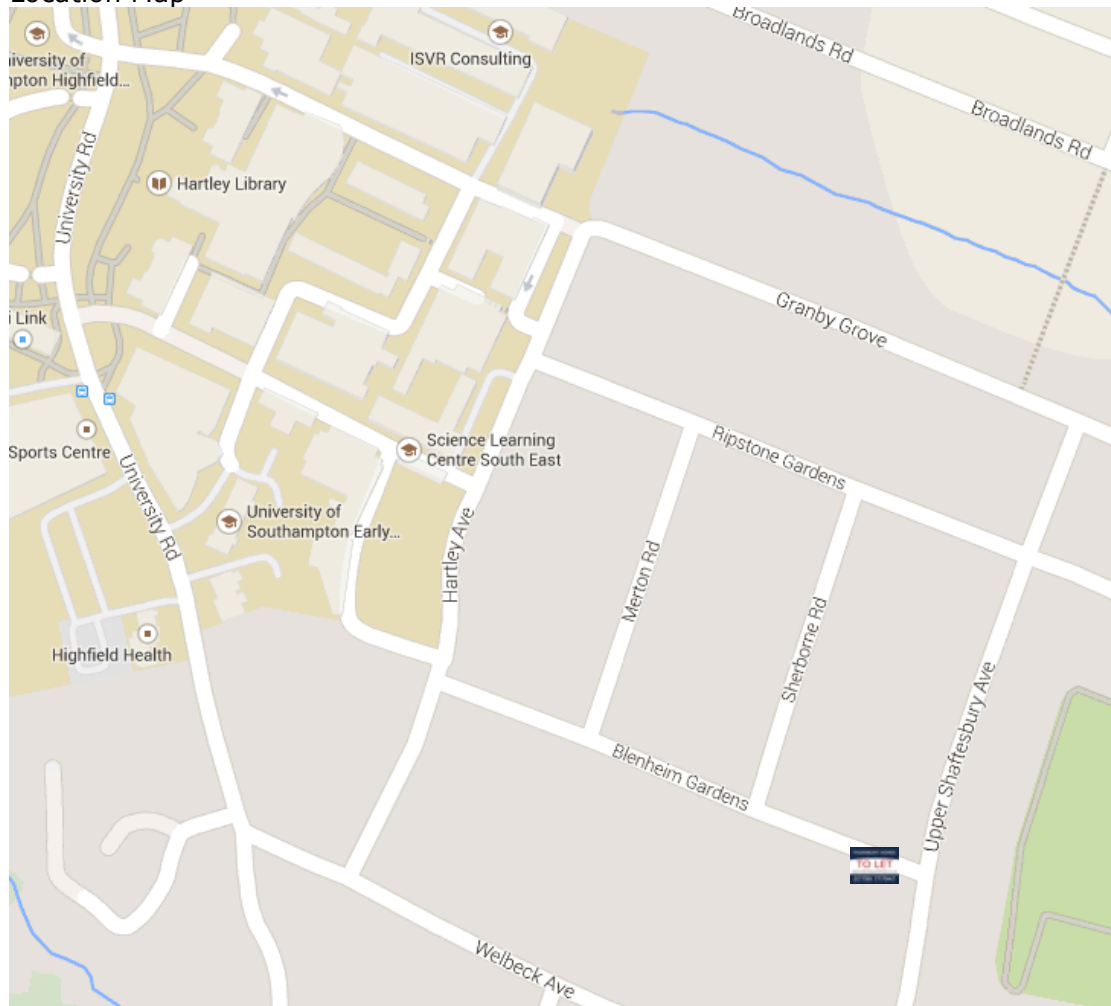 Location Map
Broadlands Rd
Broadlands Rd
iversity of
npton Highfield...
ISVR Consulting
University Rd
Hartley Library
Granby Grove
i Link
Sports Centre
Science Learning
Centre South East
Ripstone Gardens
University Rd
University of
Southampton Early...
Hartley Ave
Merton Rd
Sherborne Rd
Highfield Health
Upper Shaftesbury Ave
Blenheim Gardens
TO LET
Welbeck Ave